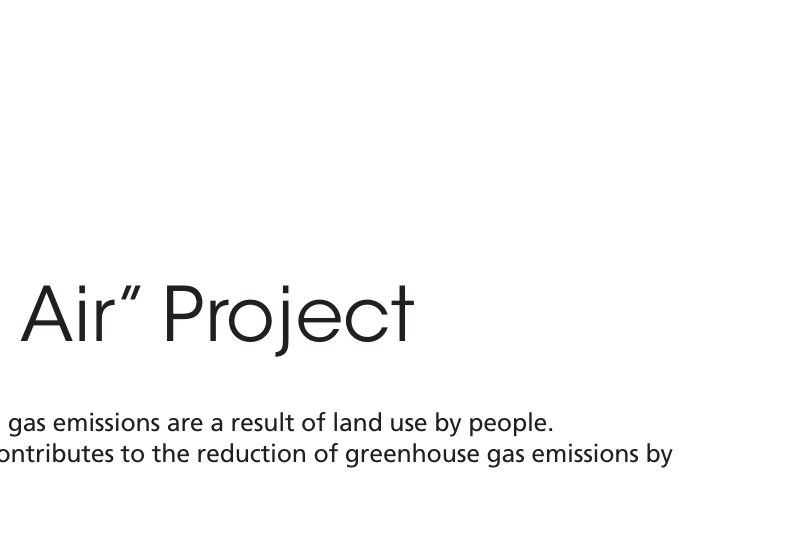 Air” Project
gas emissions are a result of land use by people.
ontributes to the reduction of greenhouse gas emissions by